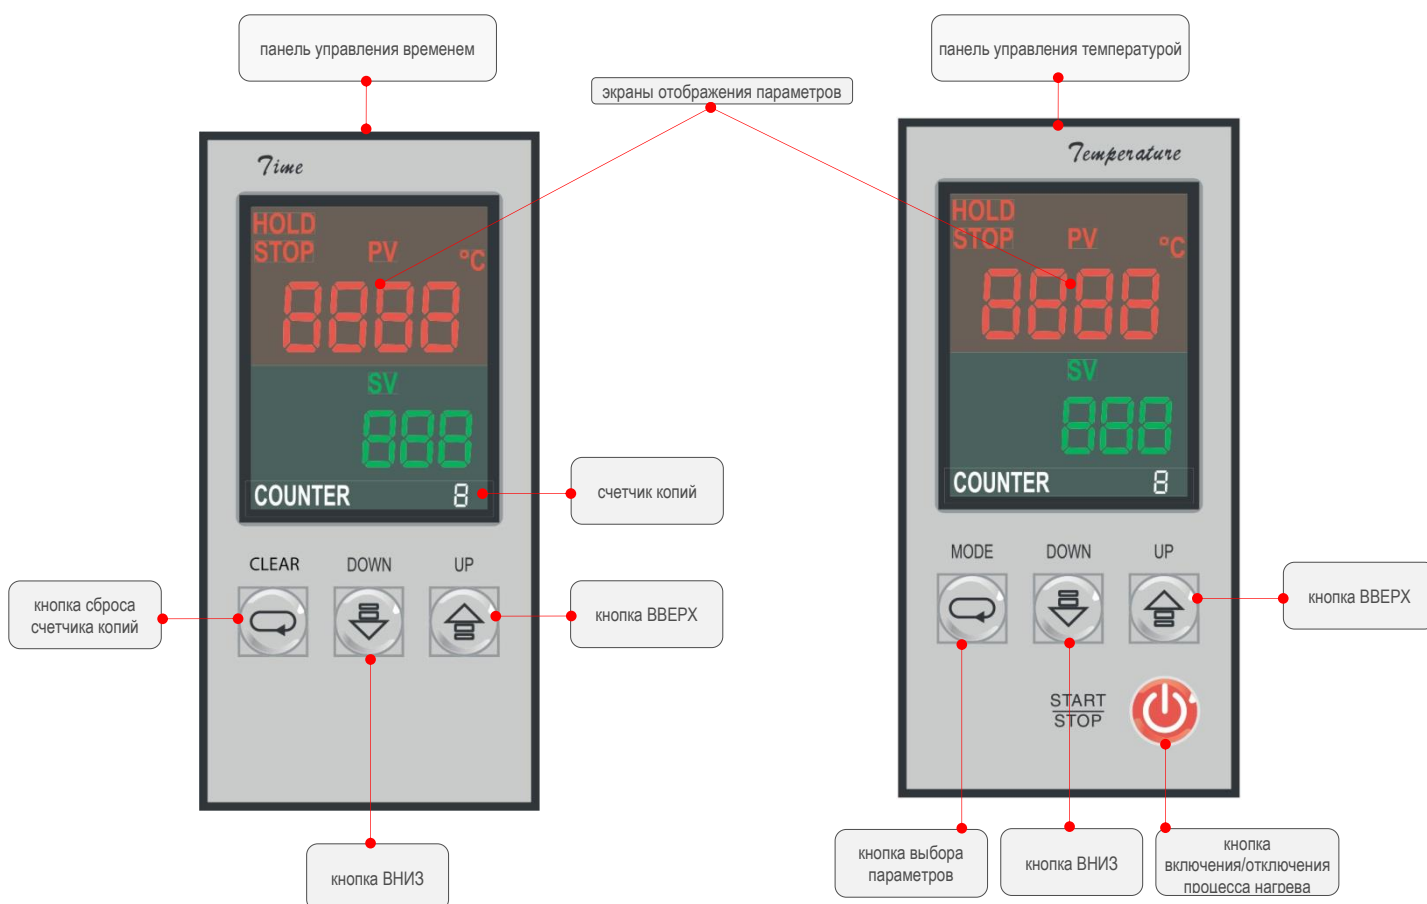 панель управления временем
панель управления температурой
экраны отображения параметров
Time
HOLD
STOP PV °C
8888
SV
888
COUNTER 8
CLEAR DOWN UP
счетчик копий
кнопка сброса
счетчика копий
кнопка ВВЕРХ
кнопка ВНИЗ
Temperature
HOLD
STOP PV °C
8888
SV
888
COUNTER 8
MODE DOWN UP
кнопка ВВЕРХ
START
STOP
кнопка выбора
параметров
кнопка ВНИЗ
кнопка
включения/отключения
процесса нагрева